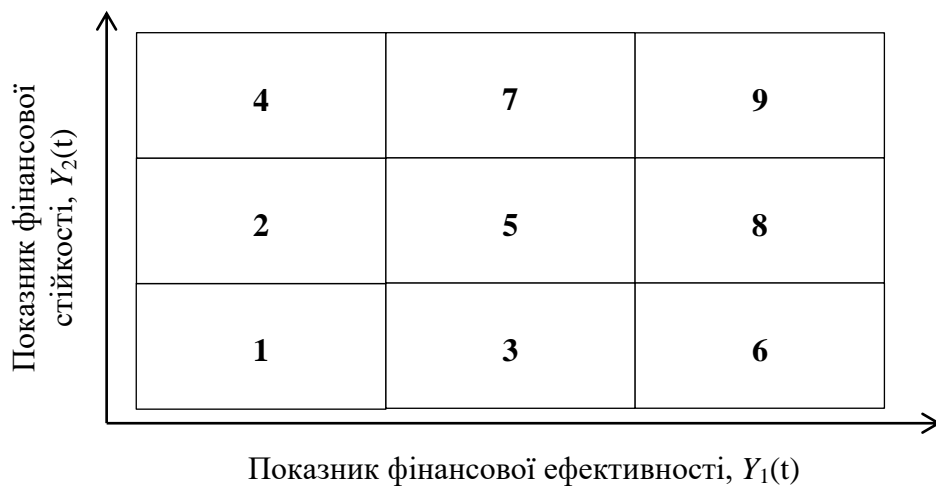 Показник фінансової
стійкості, Y₂(t)
4 7 9
2 5 8
1 3 6
Показник фінансової ефективності, Y₁(t)